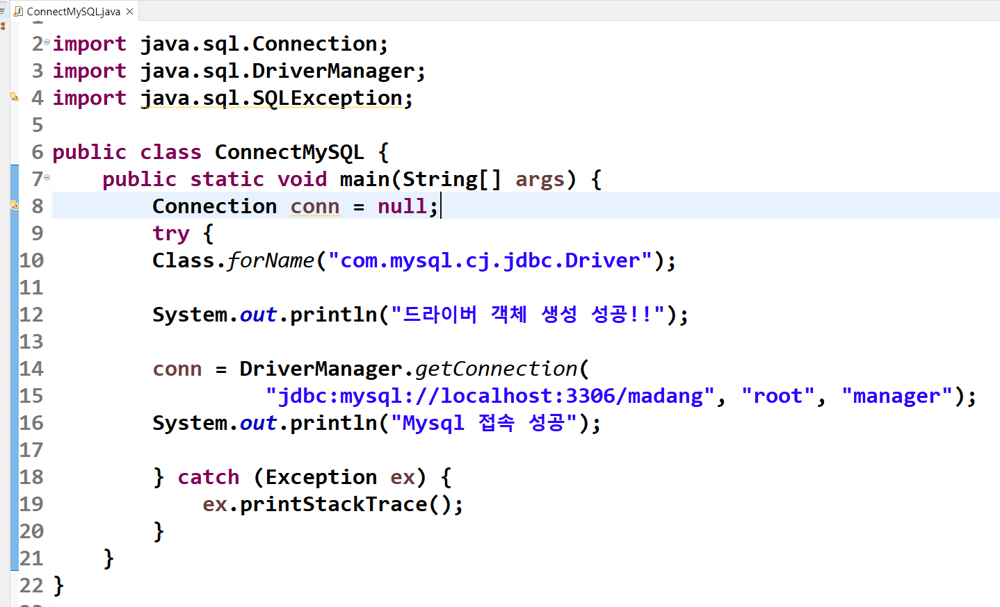 ConnectMySQL.java
2 import java.sql.Connection;
3 import java.sql.DriverManager;
4 import java.sql.SQLException;
5
6 public class ConnectMySQL {
7 public static void main(String[] args) {
8 Connection conn = null;
9 try {
10 Class.forName("com.mysql.cj.jdbc.Driver");
11
12 System.out.println("드라이버 객체 생성 성공!!");
13
14 conn = DriverManager.getConnection(
15 "jdbc:mysql://localhost:3306/madang", "root", "manager");
16 System.out.println("Mysql 접속 성공");
17
18 } catch (Exception ex) {
19 ex.printStackTrace();
20 }
21 }
22 }